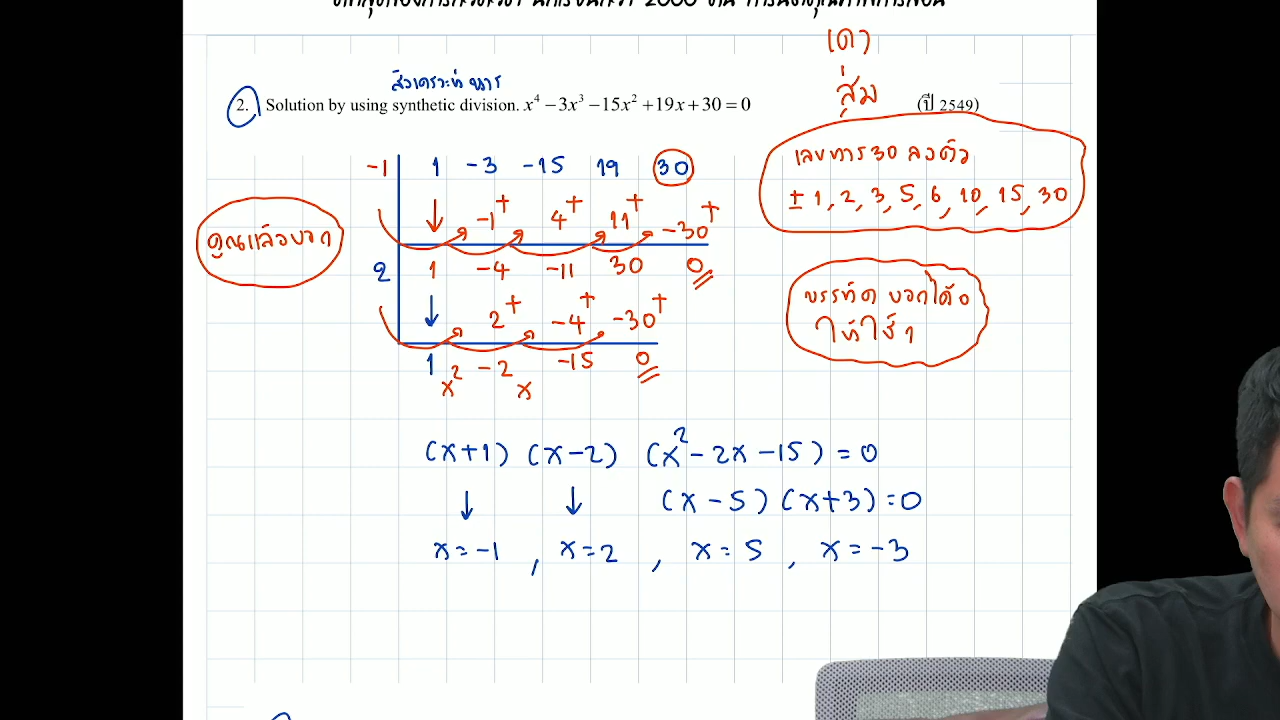 (เดา)
สุ่ม
สังเคราะห์ หาร
2. Solution by using synthetic division. x⁴ − 3x³ − 15x² + 19x + 30 = 0 (ปี 2549)
เลขหาร 30 ลงตัว
± 1, 2, 3, 5, 6, 10, 15, 30
-1 1 -3 -15 19 30
-1+ 4+ 11+ -30+
คูณแล้วบวก
2 1 -4 -11 30 0
2+ -4+ -30+
1 -2 -15 0
x² x
บรรทัด บวกได้ 0
ให้ใช้
(x+1) (x-2) (x²-2x-15) = 0
(x-5) (x+3) = 0
x = -1 , x = 2 , x = 5 , x = -3